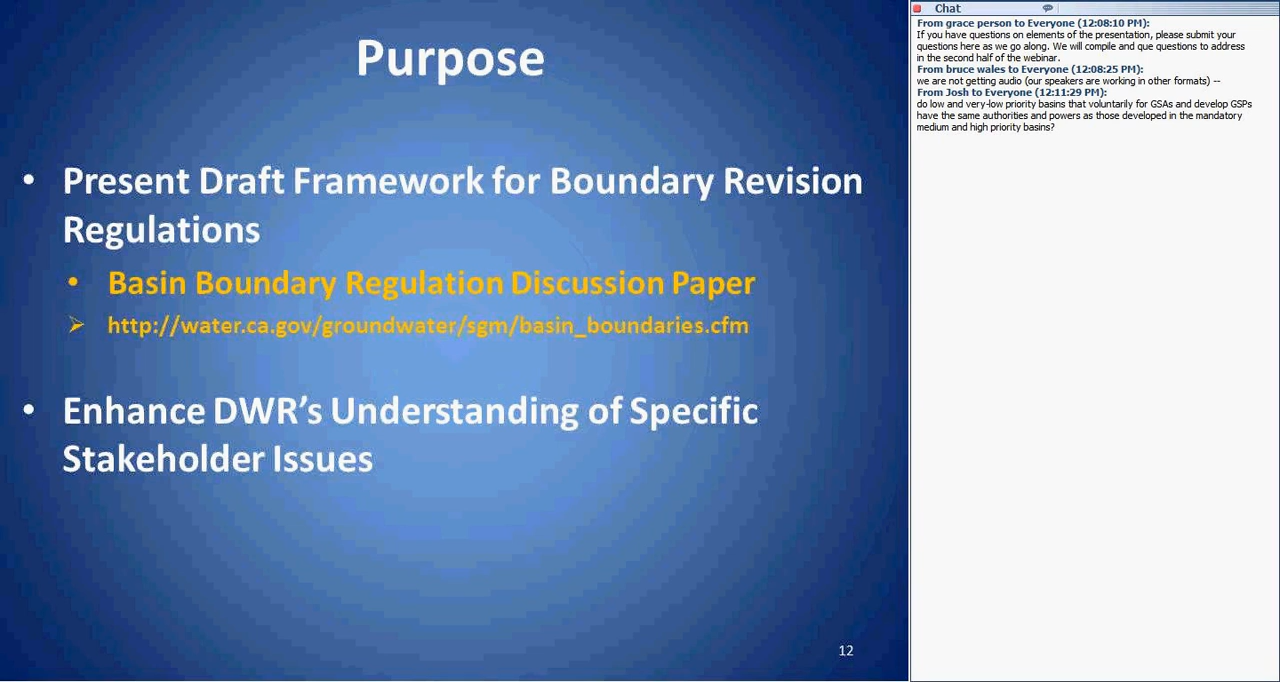 Purpose
• Present Draft Framework for Boundary Revision
Regulations
• Basin Boundary Regulation Discussion Paper
➢ http://water.ca.gov/groundwater/sgm/basin_boundaries.cfm
• Enhance DWR's Understanding of Specific
Stakeholder Issues
12
Chat
From grace person to Everyone (12:08:10 PM):
If you have questions on elements of the presentation, please submit your
questions here as we go along. We will compile and que questions to address
in the second half of the webinar.
From bruce wales to Everyone (12:08:25 PM):
we are not getting audio (our speakers are working in other formats) --
From Josh to Everyone (12:11:29 PM):
do low and very-low priority basins that voluntarily for GSAs and develop GSPs
have the same authorities and powers as those developed in the mandatory
medium and high priority basins?